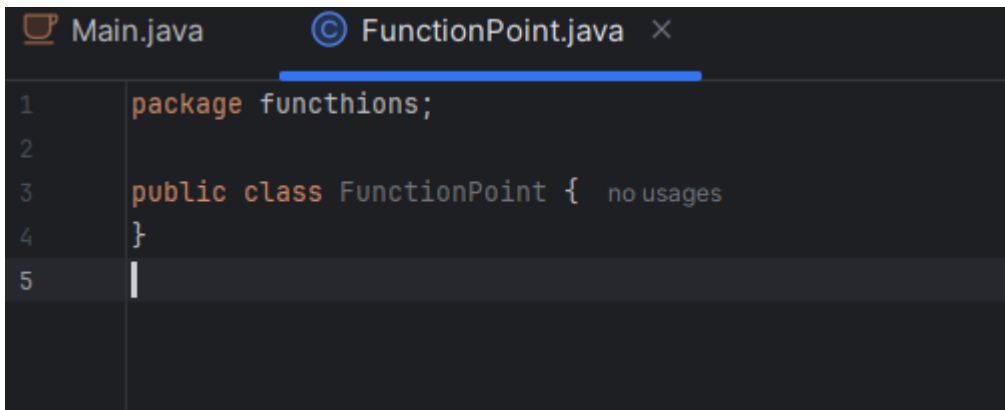 Main.java © FunctionPoint.java ×
1 package functhions;
2
3 public class FunctionPoint { no usages
4 }
5